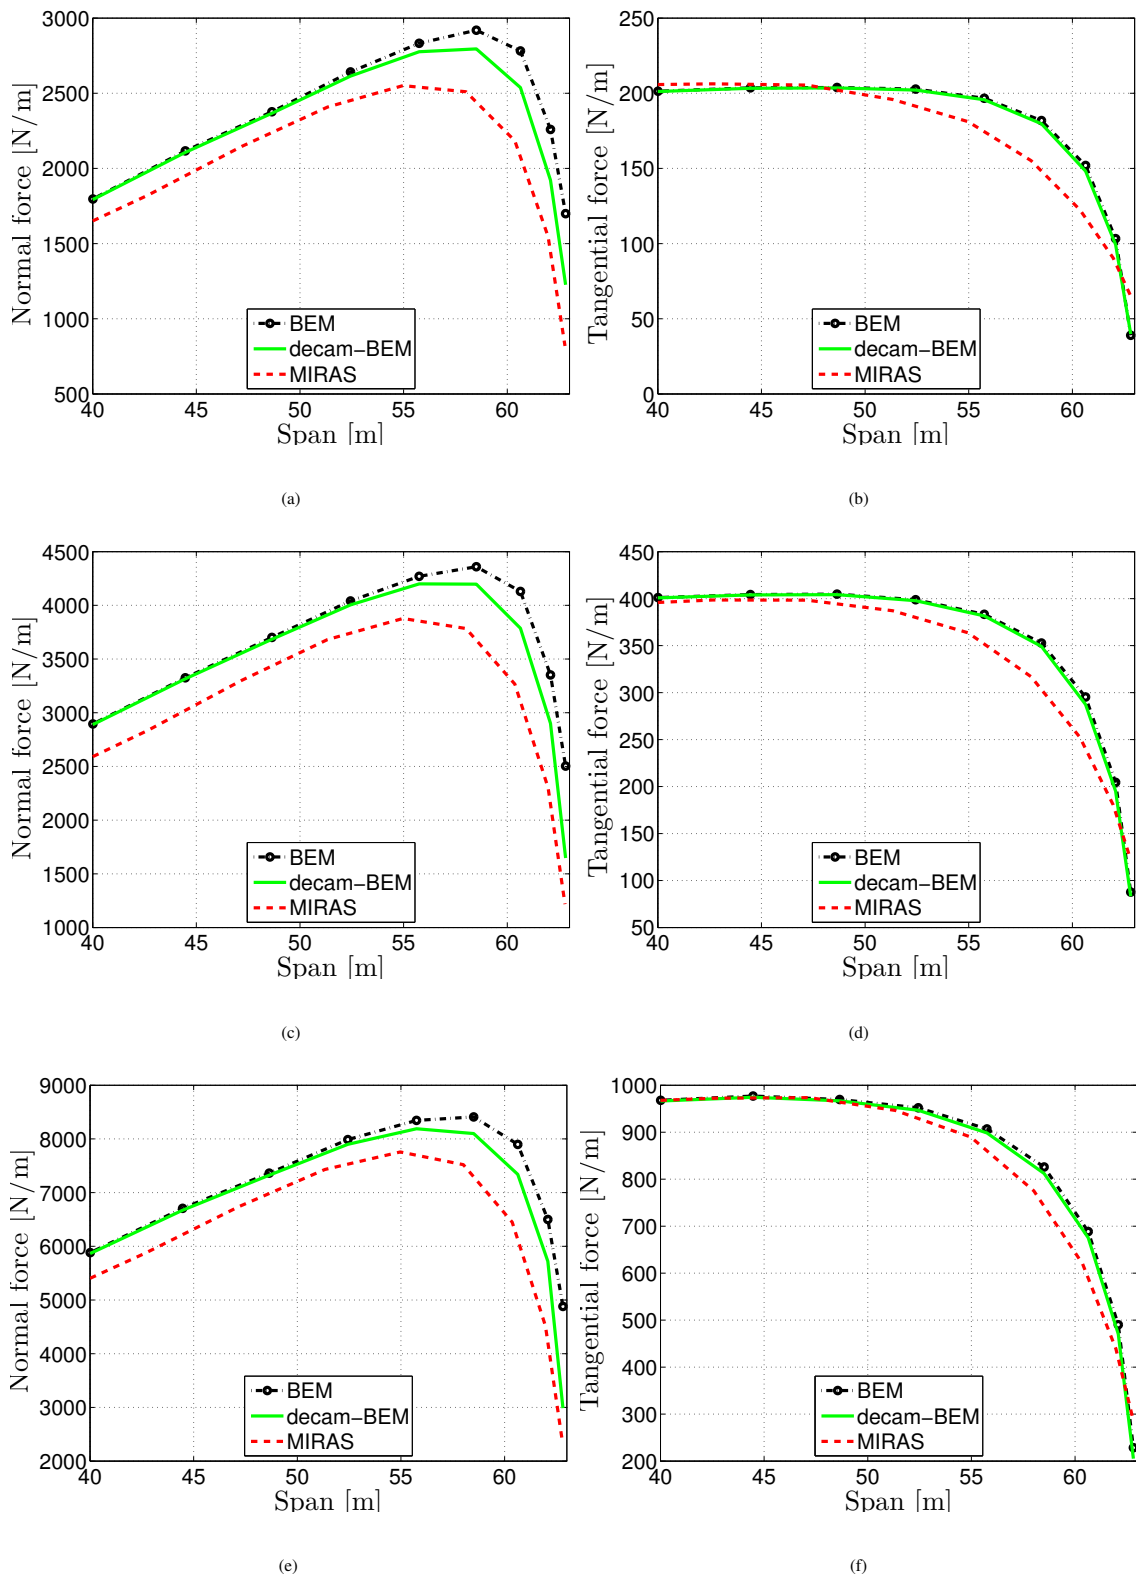 3000
2500
2000
1500
1000
500
Normal force [N/m]
BEM
decam-BEM
MIRAS
40 45 50 55 60
Span [m]
(a)
250
200
150
100
50
0
Tangential force [N/m]
BEM
decam-BEM
MIRAS
40 45 50 55 60
Span [m]
(b)
4500
4000
3500
3000
2500
2000
1500
1000
Normal force [N/m]
BEM
decam-BEM
MIRAS
40 45 50 55 60
Span [m]
(c)
450
400
350
300
250
200
150
100
50
Tangential force [N/m]
BEM
decam-BEM
MIRAS
40 45 50 55 60
Span [m]
(d)
9000
8000
7000
6000
5000
4000
3000
2000
Normal force [N/m]
BEM
decam-BEM
MIRAS
40 45 50 55 60
Span [m]
(e)
1000
900
800
700
600
500
400
300
200
Tangential force [N/m]
BEM
decam-BEM
MIRAS
40 45 50 55 60
Span [m]
(f)